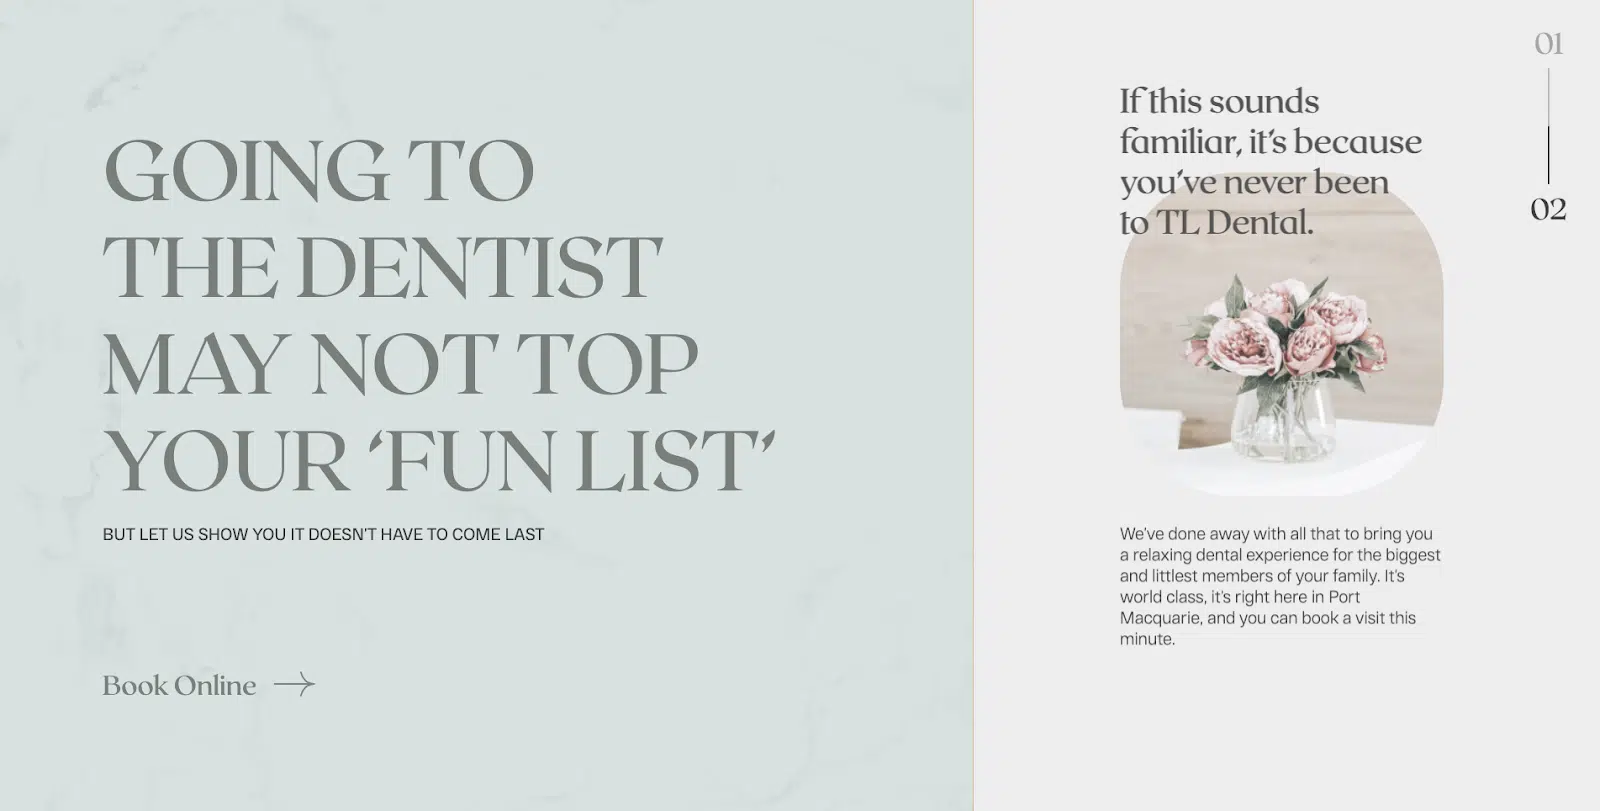 GOING TO
THE DENTIST
MAY NOT TOP
YOUR ‘FUN LIST’
BUT LET US SHOW YOU IT DOESN'T HAVE TO COME LAST
Book Online
If this sounds
familiar, it’s because
you’ve never been
to TL Dental.
We’ve done away with all that to bring you
a relaxing dental experience for the biggest
and littlest members of your family. It’s
world class, it’s right here in Port
Macquarie, and you can book a visit this
minute.
01
02